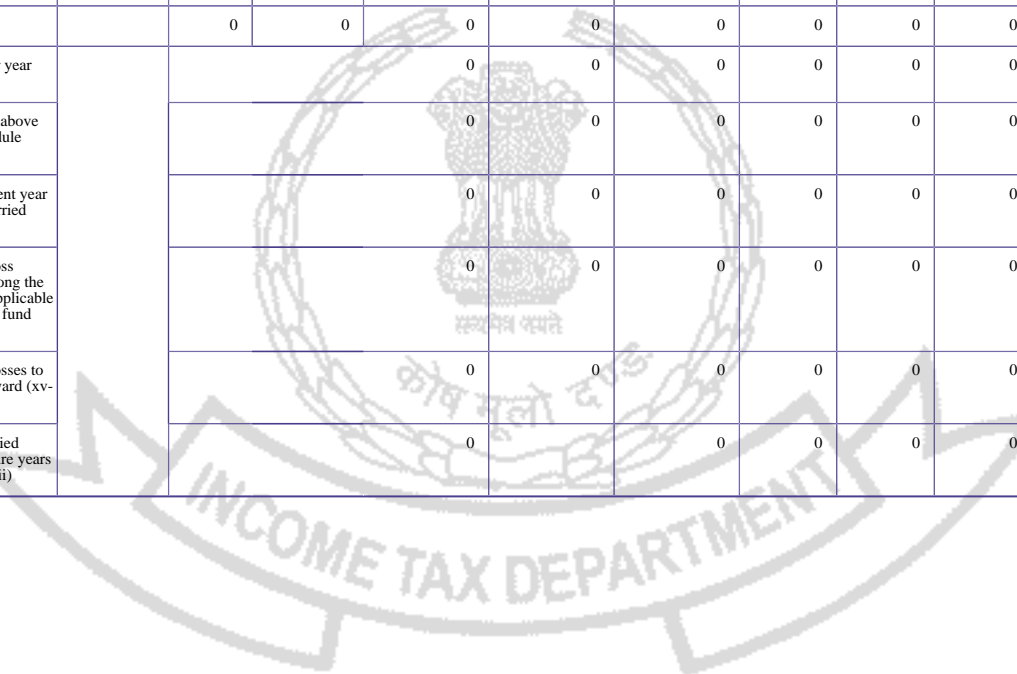 0 0 0 0 0 0 0 0
year 0 0 0 0 0 0
above 0 0 0 0 0 0
dule
ent year 0 0 0 0 0 0
rried
oss 0 0 0 0 0 0
ong the
pplicable
fund
सत्यमेव जयते
osses to 0 0 0 0 0 0
ard (xv-
कोष मूलो दण्ड
ied 0 0 0 0 0
re years
ii)
INCOME TAX DEPARTMENT